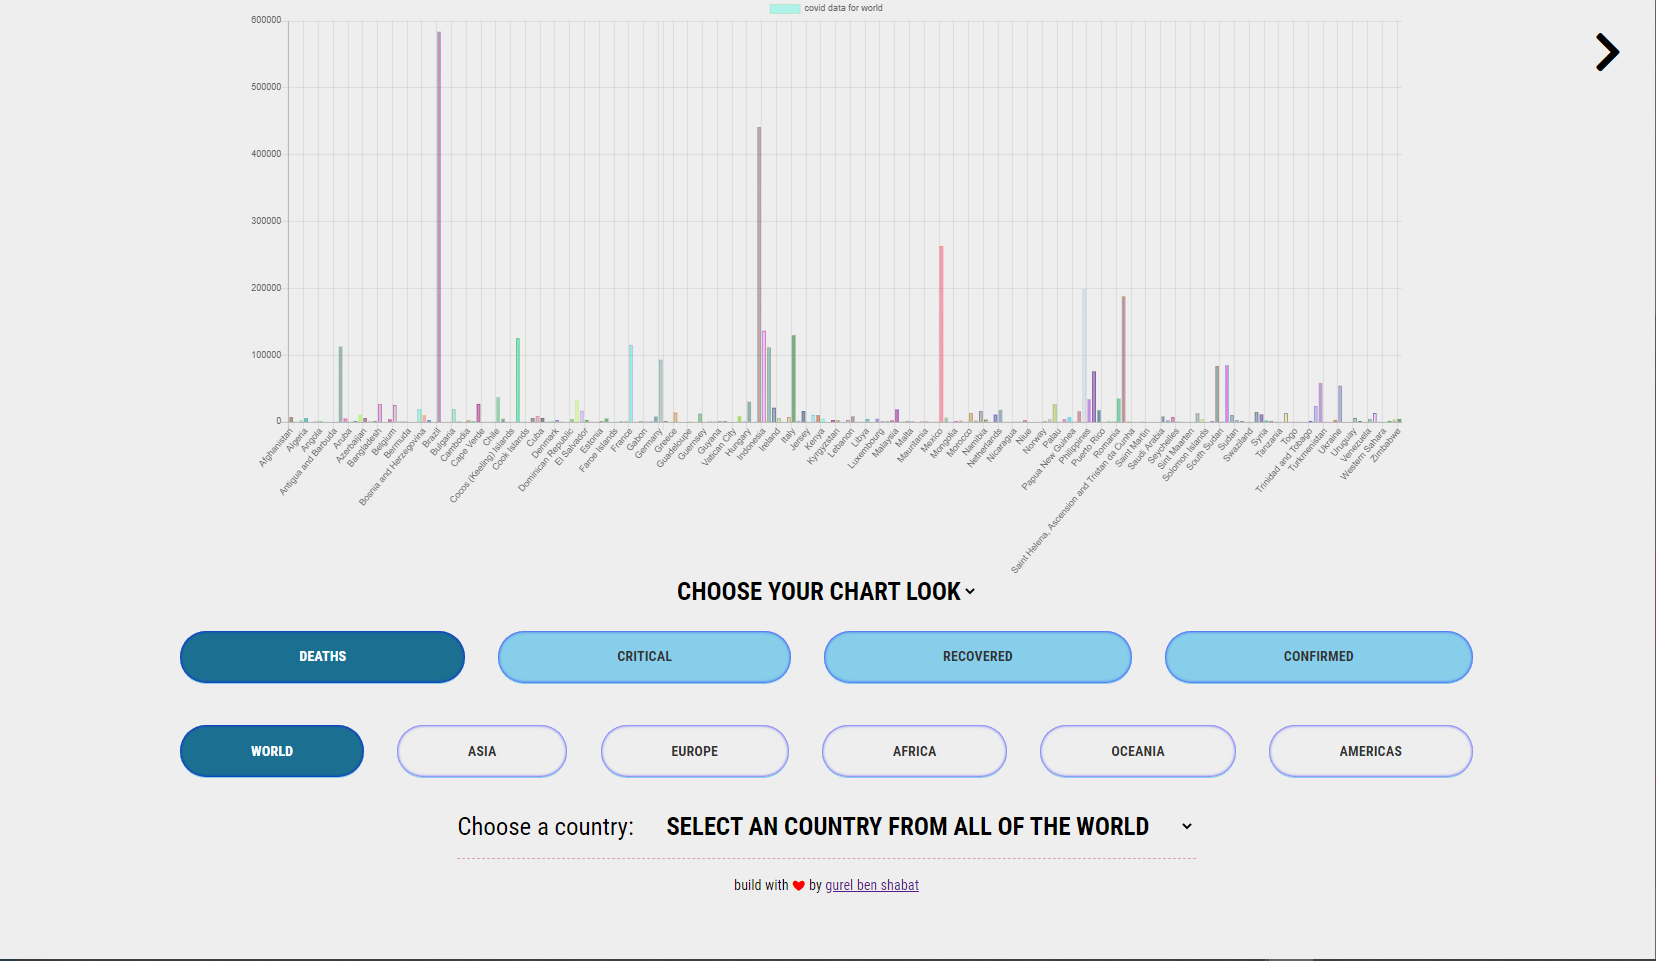 covid data for world
600000
500000
400000
300000
200000
100000
0
Afghanistan
Algeria
Angola
Antigua and Barbuda
Aruba
Azerbaijan
Bangladesh
Belgium
Bermuda
Bosnia and Herzegovina
Brazil
Bulgaria
Cambodia
Cape Verde
Chile
Cocos (Keeling) Islands
Cook Islands
Cuba
Denmark
Dominican Republic
El Salvador
Estonia
Faroe Islands
France
Gabon
Germany
Greece
Guadeloupe
Guernsey
Guyana
Vatican City
Hungary
Indonesia
Ireland
Italy
Jersey
Kenya
Kyrgyzstan
Lebanon
Libya
Luxembourg
Malaysia
Malta
Mauritania
Mexico
Mongolia
Morocco
Namibia
Netherlands
Nicaragua
Niue
Norway
Palau
Papua New Guinea
Philippines
Puerto Rico
Romania
Saint Helena, Ascension and Tristan da Cunha
Saint Martin
Saudi Arabia
Seychelles
Sint Maarten
Solomon Islands
South Sudan
Sudan
Swaziland
Syria
Tanzania
Togo
Trinidad and Tobago
Turkmenistan
Ukraine
Uruguay
Venezuela
Western Sahara
Zimbabwe
CHOOSE YOUR CHART LOOK
DEATHS
CRITICAL
RECOVERED
CONFIRMED
WORLD
ASIA
EUROPE
AFRICA
OCEANIA
AMERICAS
Choose a country: SELECT AN COUNTRY FROM ALL OF THE WORLD
build with ❤ by gurel ben shabat